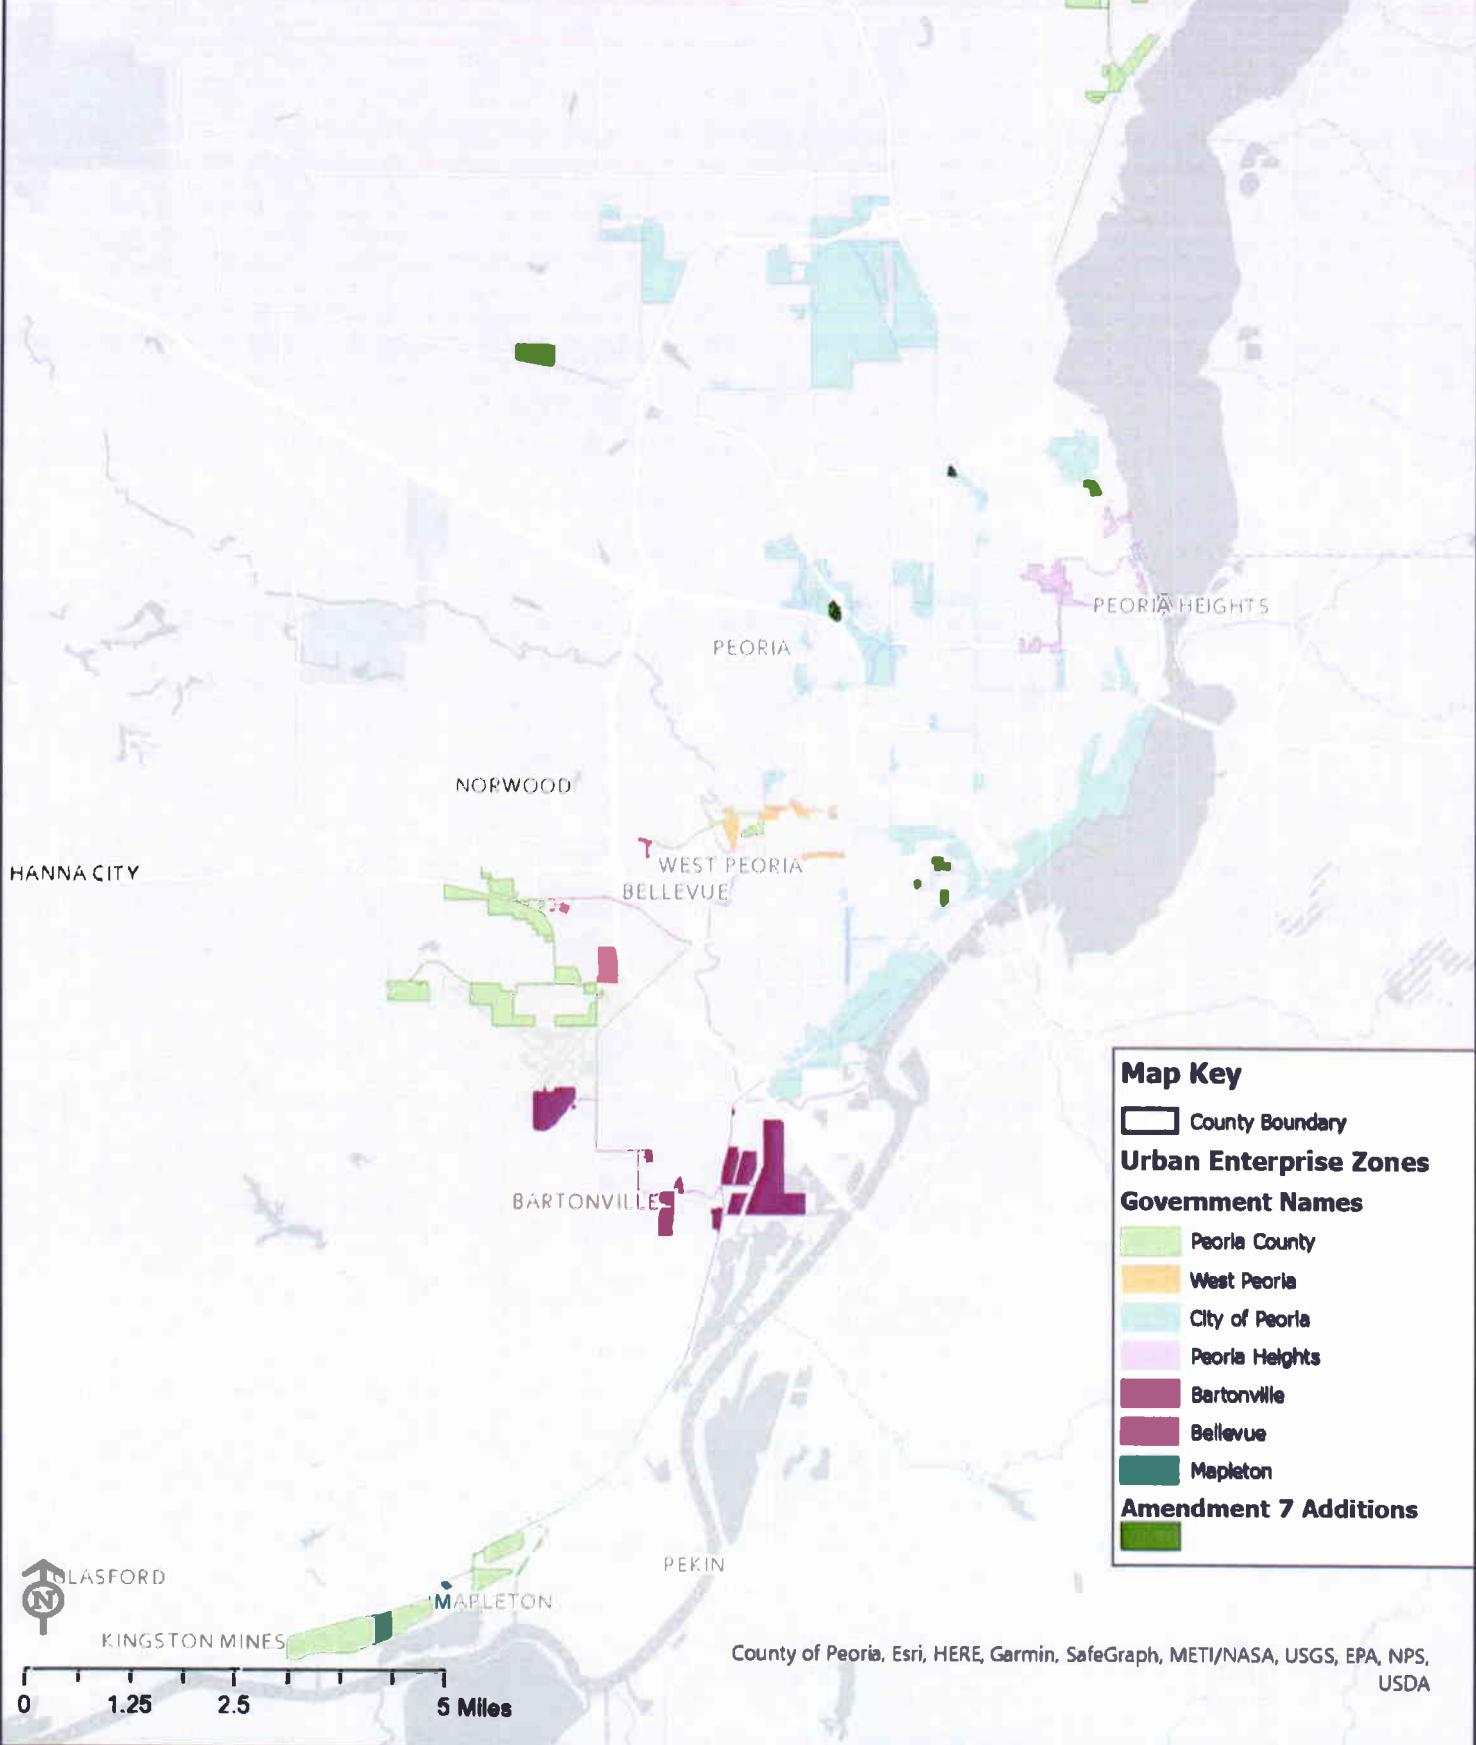 PEORIA HEIGHTS
PEORIA
NORWOOD
HANNA CITY
WEST PEORIA
BELLEVUE
BARTONVILLE
Map Key
County Boundary
Urban Enterprise Zones
Government Names
Peoria County
West Peoria
City of Peoria
Peoria Heights
Bartonville
Bellevue
Mapleton
Amendment 7 Additions
PEKIN
GLASFORD
N
MAPLETON
KINGSTON MINES
County of Peoria, Esri, HERE, Garmin, SafeGraph, METI/NASA, USGS, EPA, NPS,
USDA
0 1.25 2.5 5 Miles